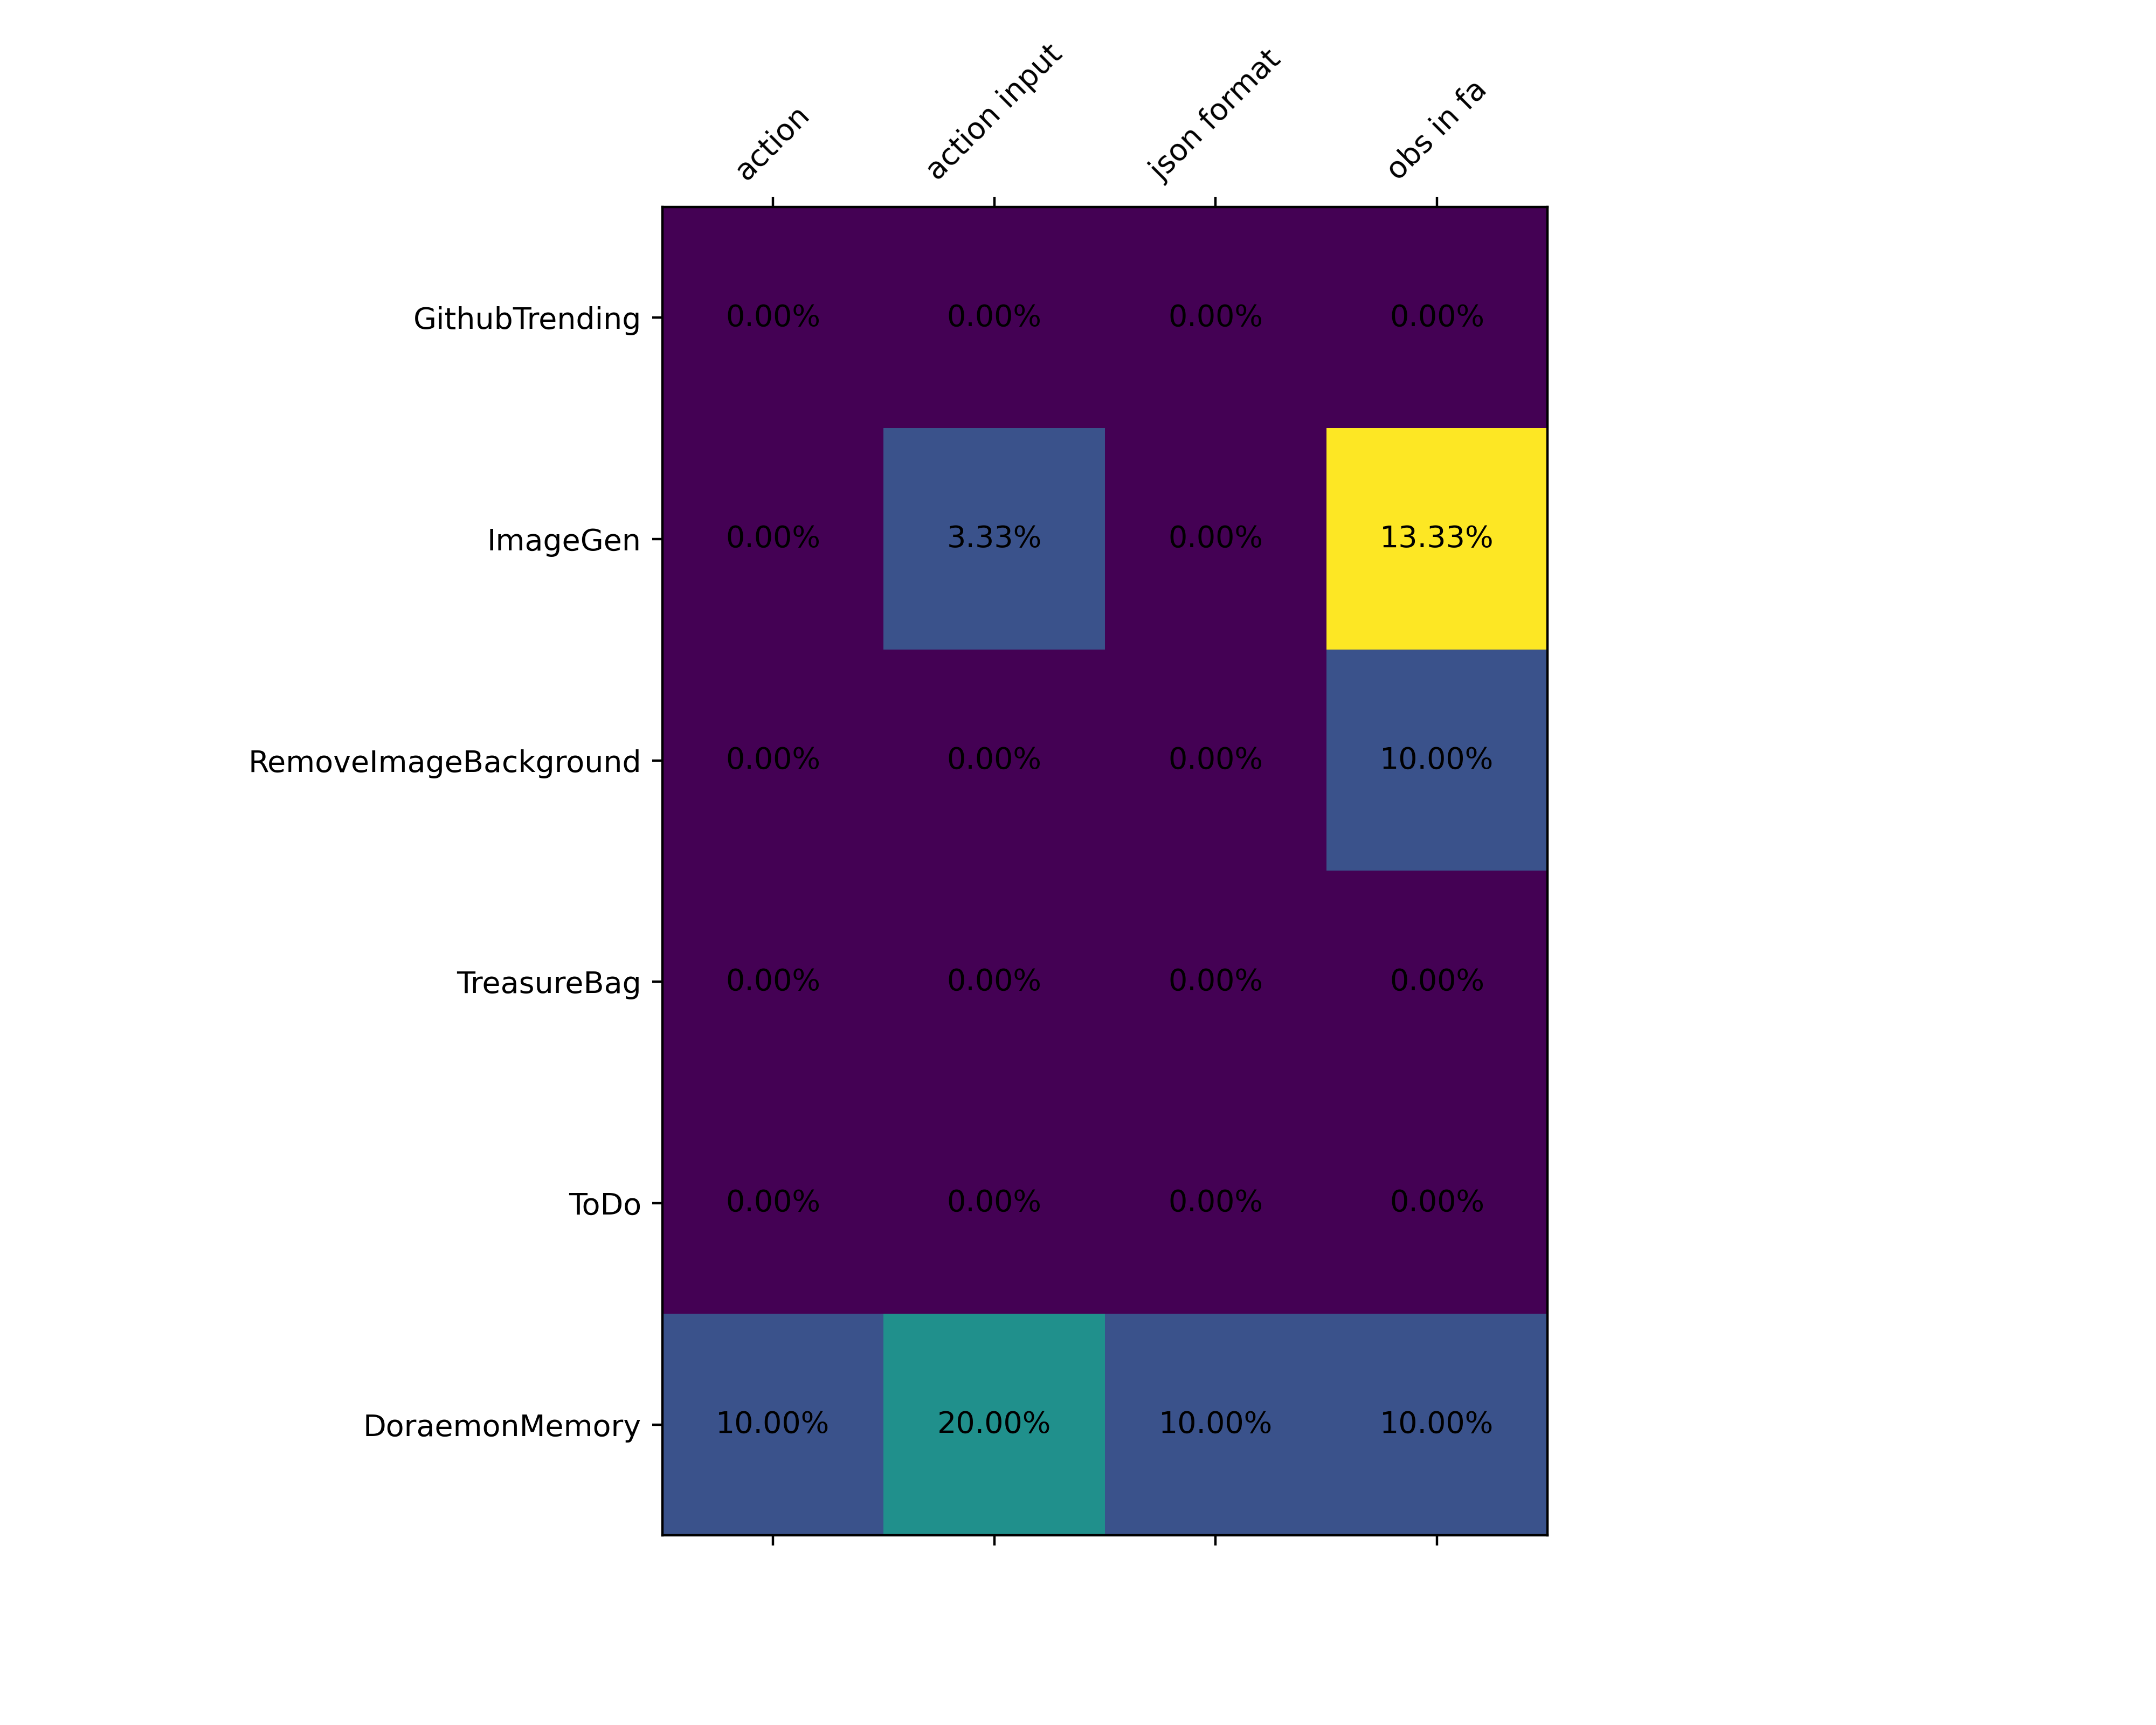 action action input json format obs in fa
GithubTrending 0.00% 0.00% 0.00% 0.00%
ImageGen 0.00% 3.33% 0.00% 13.33%
RemoveImageBackground 0.00% 0.00% 0.00% 10.00%
TreasureBag 0.00% 0.00% 0.00% 0.00%
ToDo 0.00% 0.00% 0.00% 0.00%
DoraemonMemory 10.00% 20.00% 10.00% 10.00%